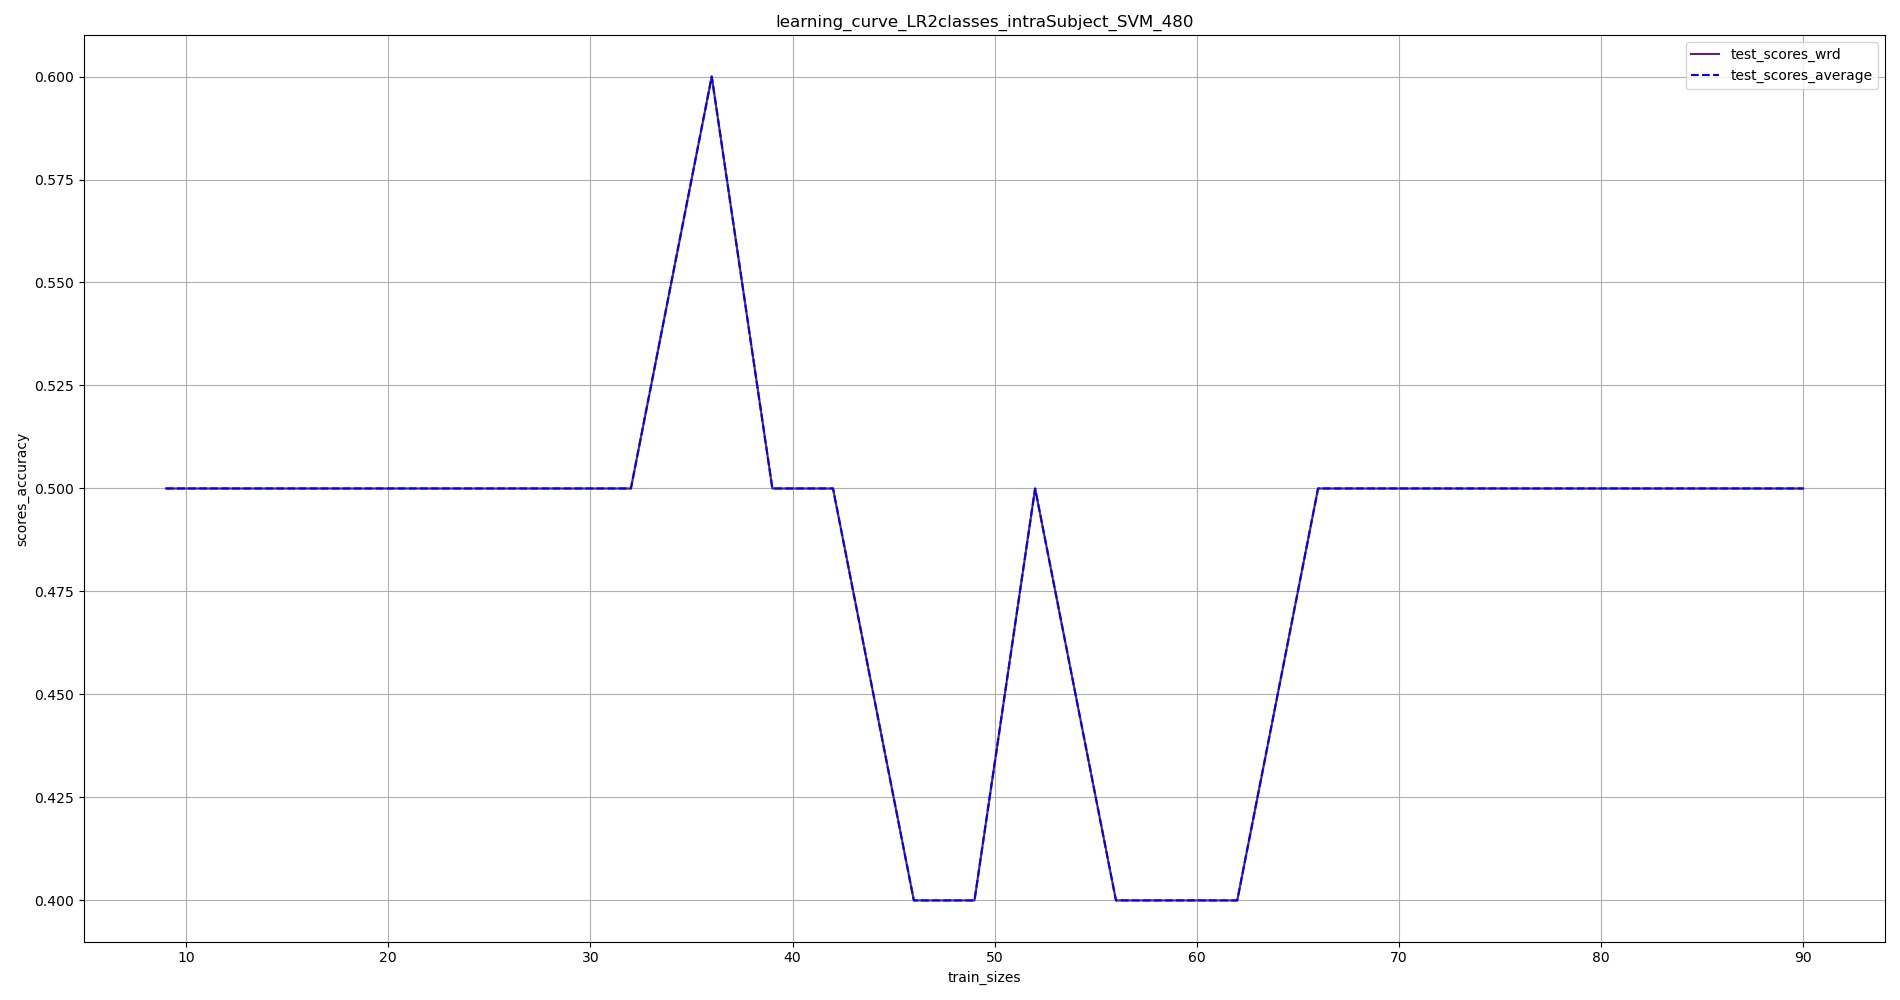 learning_curve_LR2classes_intraSubject_SVM_480
test_scores_wrd
test_scores_average
scores_accuracy
0.600
0.575
0.550
0.525
0.500
0.475
0.450
0.425
0.400
10 20 30 40 50 60 70 80 90
train_sizes